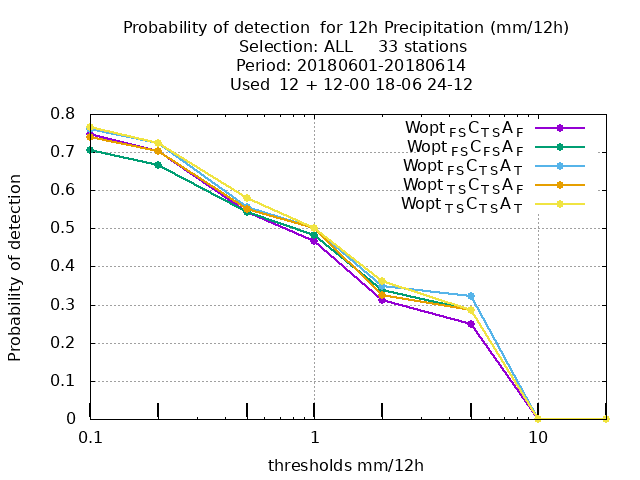 Probability of detection  for 12h Precipitation (mm/12h)
Selection: ALL     33 stations
Period: 20180601-20180614
Used  12 + 12-00 18-06 24-12
Wopt FS C TS A F
Wopt FS C FS A F
Wopt FS C TS A T
Wopt TS C TS A F
Wopt TS C TS A T
Probability of detection
0.8
0.7
0.6
0.5
0.4
0.3
0.2
0.1
0
0.1 1 10
thresholds mm/12h